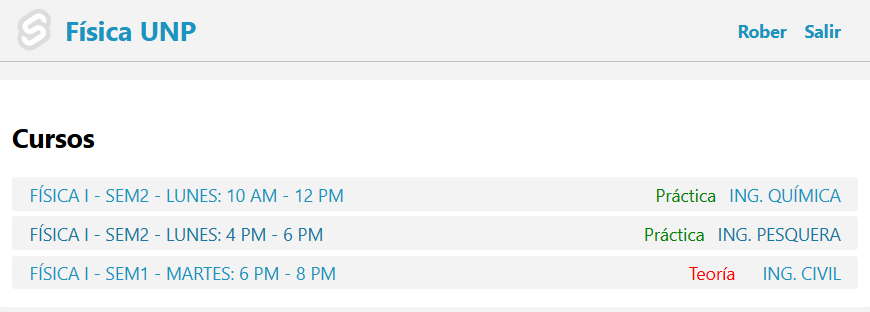 Física UNP
Rober Salir
Cursos
FÍSICA I - SEM2 - LUNES: 10 AM - 12 PM Práctica ING. QUÍMICA
FÍSICA I - SEM2 - LUNES: 4 PM - 6 PM Práctica ING. PESQUERA
FÍSICA I - SEM1 - MARTES: 6 PM - 8 PM Teoría ING. CIVIL